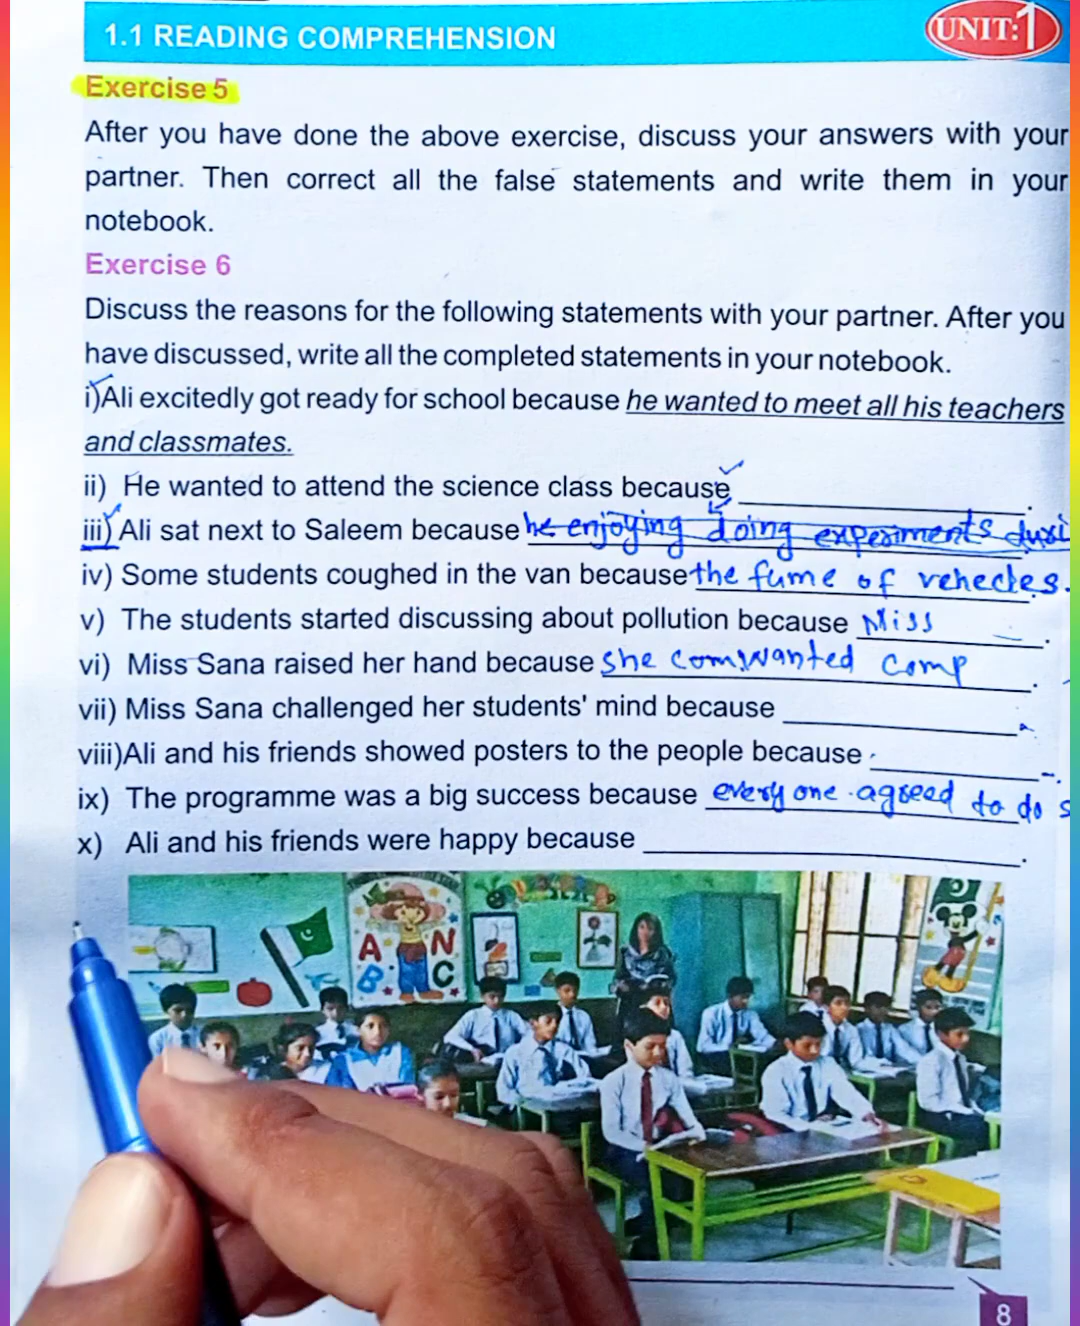 1.1 READING COMPREHENSION
UNIT:1
Exercise 5
After you have done the above exercise, discuss your answers with your
partner. Then correct all the false statements and write them in your
notebook.
Exercise 6
Discuss the reasons for the following statements with your partner. After you
have discussed, write all the completed statements in your notebook.
i) Ali excitedly got ready for school because he wanted to meet all his teachers
and classmates.
ii) He wanted to attend the science class because ____.
iii) Ali sat next to Saleem because he enjoying doing experiments duri
iv) Some students coughed in the van because the fume of vehecles.
v) The students started discussing about pollution because Miss ____.
vi) Miss Sana raised her hand because she com wanted comp.
vii) Miss Sana challenged her students' mind because ____.
viii)Ali and his friends showed posters to the people because ____.
ix) The programme was a big success because every one agreed to do s
x) Ali and his friends were happy because ____.
A N
B C
8